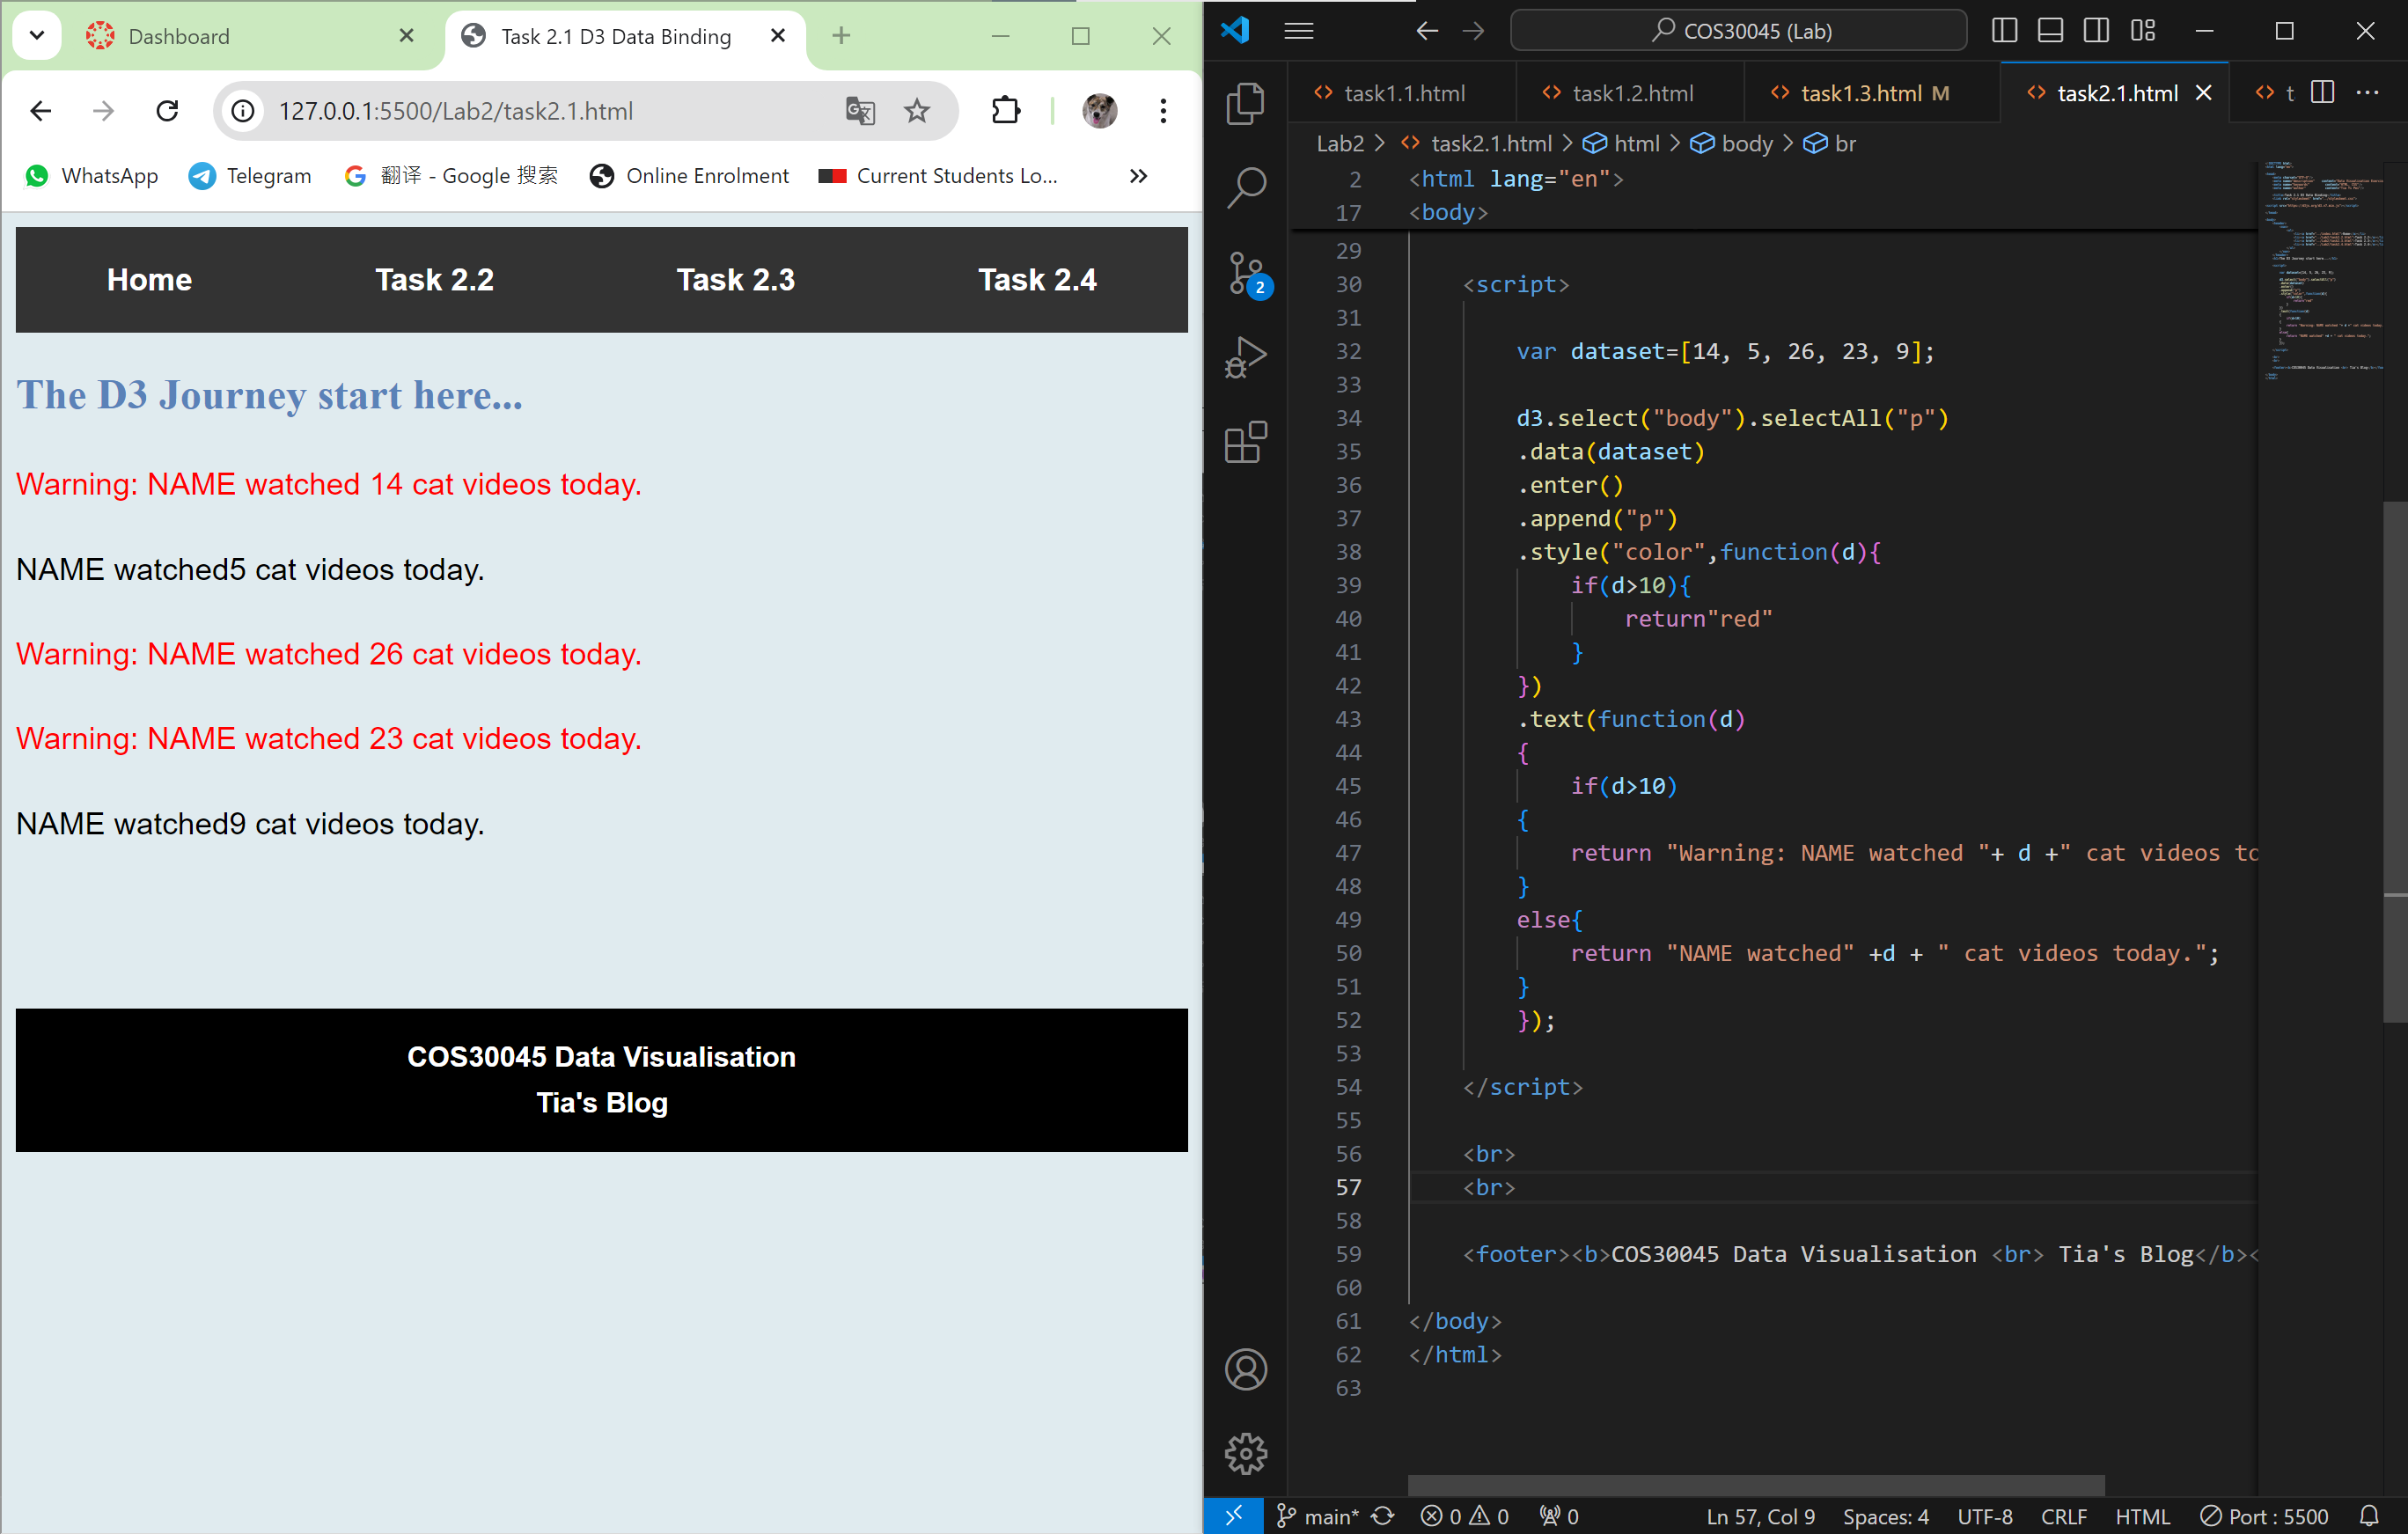 Dashboard
Task 2.1 D3 Data Binding
127.0.0.1:5500/Lab2/task2.1.html
WhatsApp
Telegram
翻译 - Google 搜索
Online Enrolment
Current Students Lo...
Home
Task 2.2
Task 2.3
Task 2.4
The D3 Journey start here...
Warning: NAME watched 14 cat videos today.
NAME watched5 cat videos today.
Warning: NAME watched 26 cat videos today.
Warning: NAME watched 23 cat videos today.
NAME watched9 cat videos today.
COS30045 Data Visualisation
Tia's Blog
COS30045 (Lab)
task1.1.html
task1.2.html
task1.3.html M
task2.1.html
t
Lab2 > task2.1.html > html > body > br
2
2 <html lang="en">
17 <body>
29
30 <script>
31
32 var dataset=[14, 5, 26, 23, 9];
33
34 d3.select("body").selectAll("p")
35 .data(dataset)
36 .enter()
37 .append("p")
38 .style("color",function(d){
39 if(d>10){
40 return"red"
41 }
42 })
43 .text(function(d)
44 {
45 if(d>10)
46 {
47 return "Warning: NAME watched "+ d +" cat videos to
48 }
49 else{
50 return "NAME watched" +d + " cat videos today.";
51 }
52 });
53
54 </script>
55
56 <br>
57 <br>
58
59 <footer><b>COS30045 Data Visualisation <br> Tia's Blog</b><
60
61 </body>
62 </html>
63
main*
0
0
0
Ln 57, Col 9
Spaces: 4
UTF-8
CRLF
HTML
Port : 5500